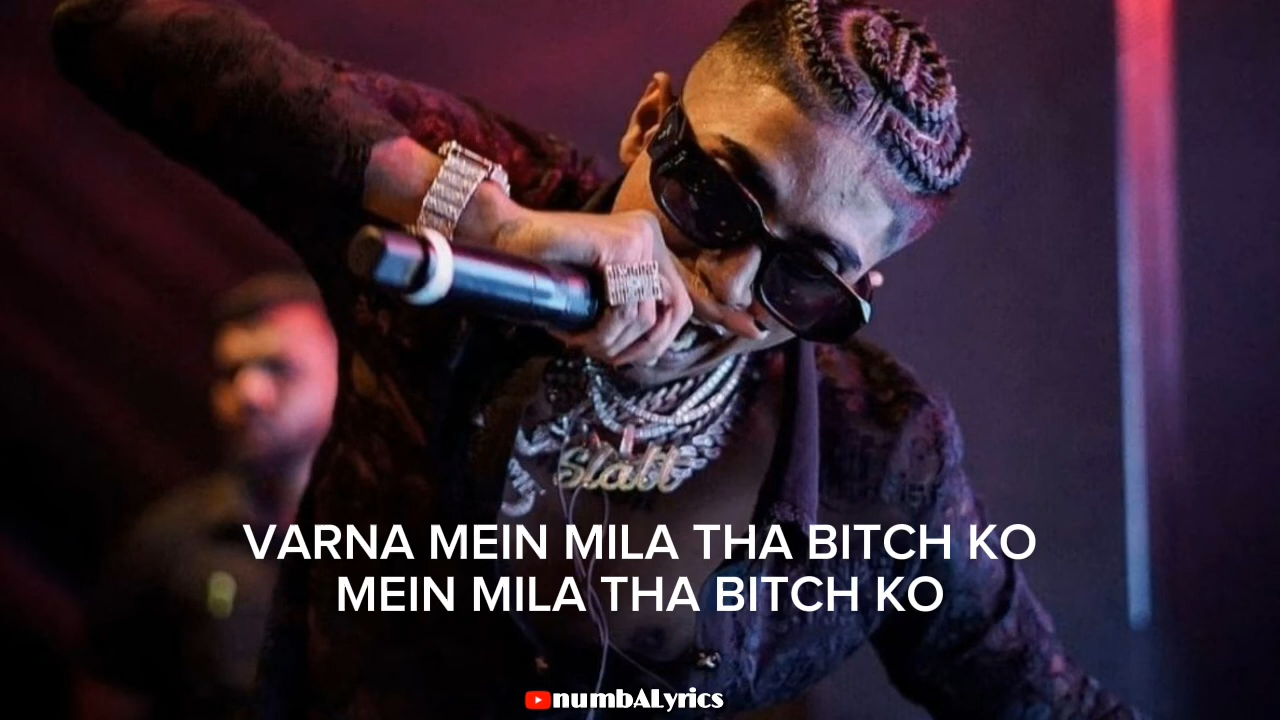 Slatt
VARNA MEIN MILA THA BITCH KO
MEIN MILA THA BITCH KO
numbALyrics